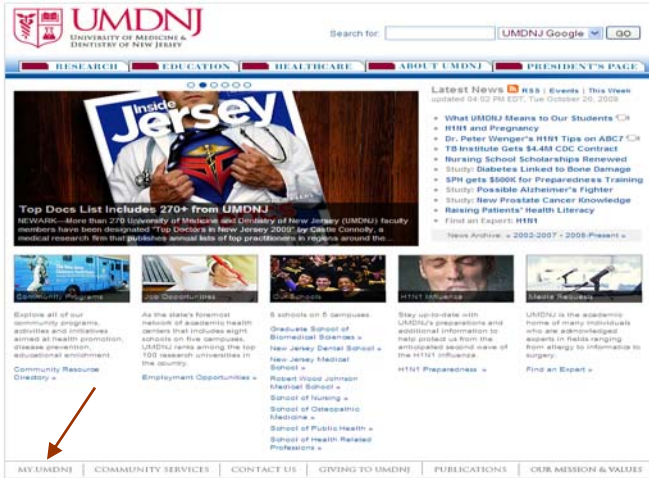 UMDNJ
UNIVERSITY OF MEDICINE &
DENTISTRY OF NEW JERSEY
Search for:
UMDNJ Google
GO
RESEARCH
EDUCATION
HEALTHCARE
ABOUT UMDNJ
PRESIDENT'S PAGE
Inside
Jersey
Top Docs List Includes 270+ from UMDNJ
NEWARK—More than 270 University of Medicine and Dentistry of New Jersey (UMDNJ) faculty
members have been designated "Top Doctors in New Jersey 2009" by Castle Connolly, a
medical research firm that publishes annual lists of top practitioners in regions around the...
Latest News RSS | Events | This Week
updated 04:02 PM EDT, Tue October 20, 2009
What UMDNJ Means to Our Students
H1N1 and Pregnancy
Dr. Peter Wenger's H1N1 Tips on ABC7
TB Institute Gets $4.4M CDC Contract
Nursing School Scholarships Renewed
Study: Diabetes Linked to Bone Damage
SPH gets $500K for Preparedness Training
Study: Possible Alzheimer's Fighter
Study: New Prostate Cancer Knowledge
Raising Patients' Health Literacy
Find an Expert: H1N1
News Archive: « 2002-2007 - 2008-Present »
Community Programs
Explore all of our
community programs,
activities and initiatives
aimed at health promotion,
disease prevention,
educational enrichment.
Community Resource
Directory »
Job Opportunities
As the state's foremost
network of academic health
centers that includes eight
schools on five campuses,
UMDNJ ranks among the top
100 research universities in
the country.
Employment Opportunities »
Our Schools
8 schools on 5 campuses.
Graduate School of
Biomedical Sciences »
New Jersey Dental School »
New Jersey Medical
School »
Robert Wood Johnson
Medical School »
School of Nursing »
School of Osteopathic
Medicine »
School of Public Health »
School of Health Related
Professions »
H1N1 Influenza
Stay up-to-date with
UMDNJ's preparations and
additional information to
help protect us from the
anticipated second wave of
the H1N1 influenza.
H1N1 Preparedness »
Media Requests
UMDNJ is the academic
home of many individuals
who are acknowledged
experts in fields ranging
from allergy to informatics to
surgery.
Find an Expert »
MY.UMDNJ
COMMUNITY SERVICES
CONTACT US
GIVING TO UMDNJ
PUBLICATIONS
OUR MISSION & VALUES